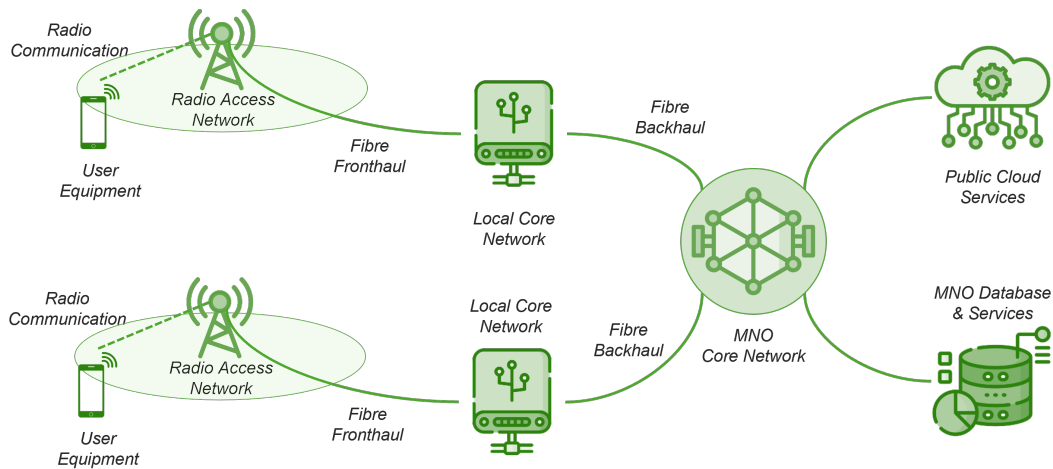 Radio
Communication
Radio Access
Network
User
Equipment
Fibre
Fronthaul
Local Core
Network
Fibre
Backhaul
Public Cloud
Services
Radio
Communication
Radio Access
Network
User
Equipment
Fibre
Fronthaul
Local Core
Network
Fibre
Backhaul
MNO
Core Network
MNO Database
& Services